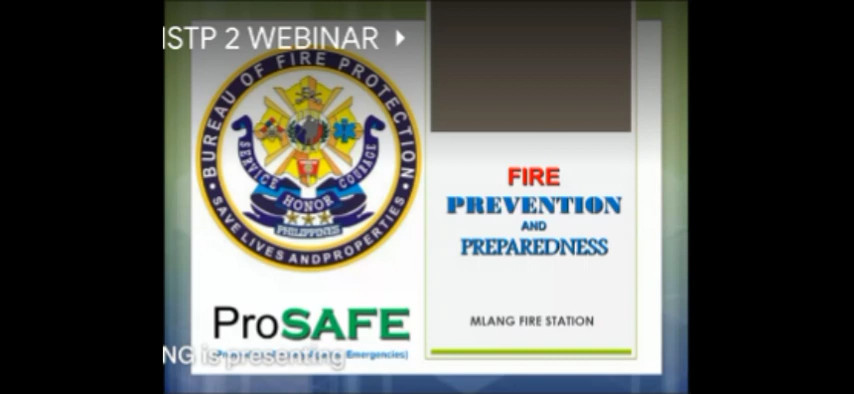 ISTP 2 WEBINAR
BUREAU OF FIRE PROTECTION
SERVICE HONOR COURAGE
PHILIPPINES
SAVE LIVES AND PROPERTIES
ProSAFE
Emergencies)
NG is presenting
FIRE
PREVENTION
AND
PREPAREDNESS
MLANG FIRE STATION